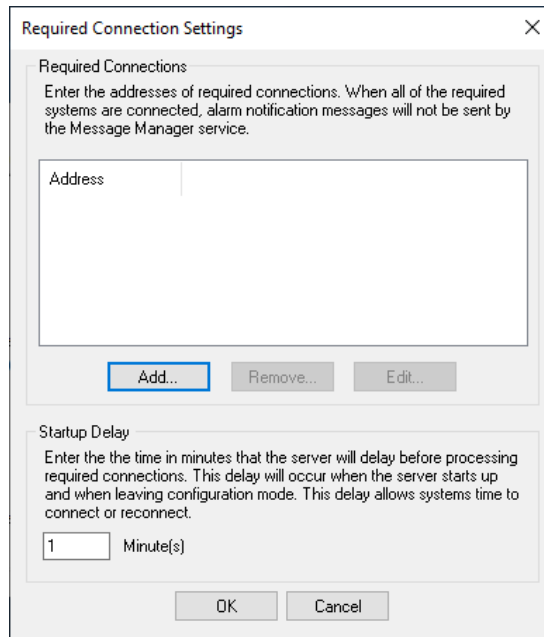 Required Connection Settings
Required Connections
Enter the addresses of required connections. When all of the required
systems are connected, alarm notification messages will not be sent by
the Message Manager service.
Address
Add...
Remove...
Edit...
Startup Delay
Enter the the time in minutes that the server will delay before processing
required connections. This delay will occur when the server starts up
and when leaving configuration mode. This delay allows systems time to
connect or reconnect.
1 Minute(s)
OK
Cancel